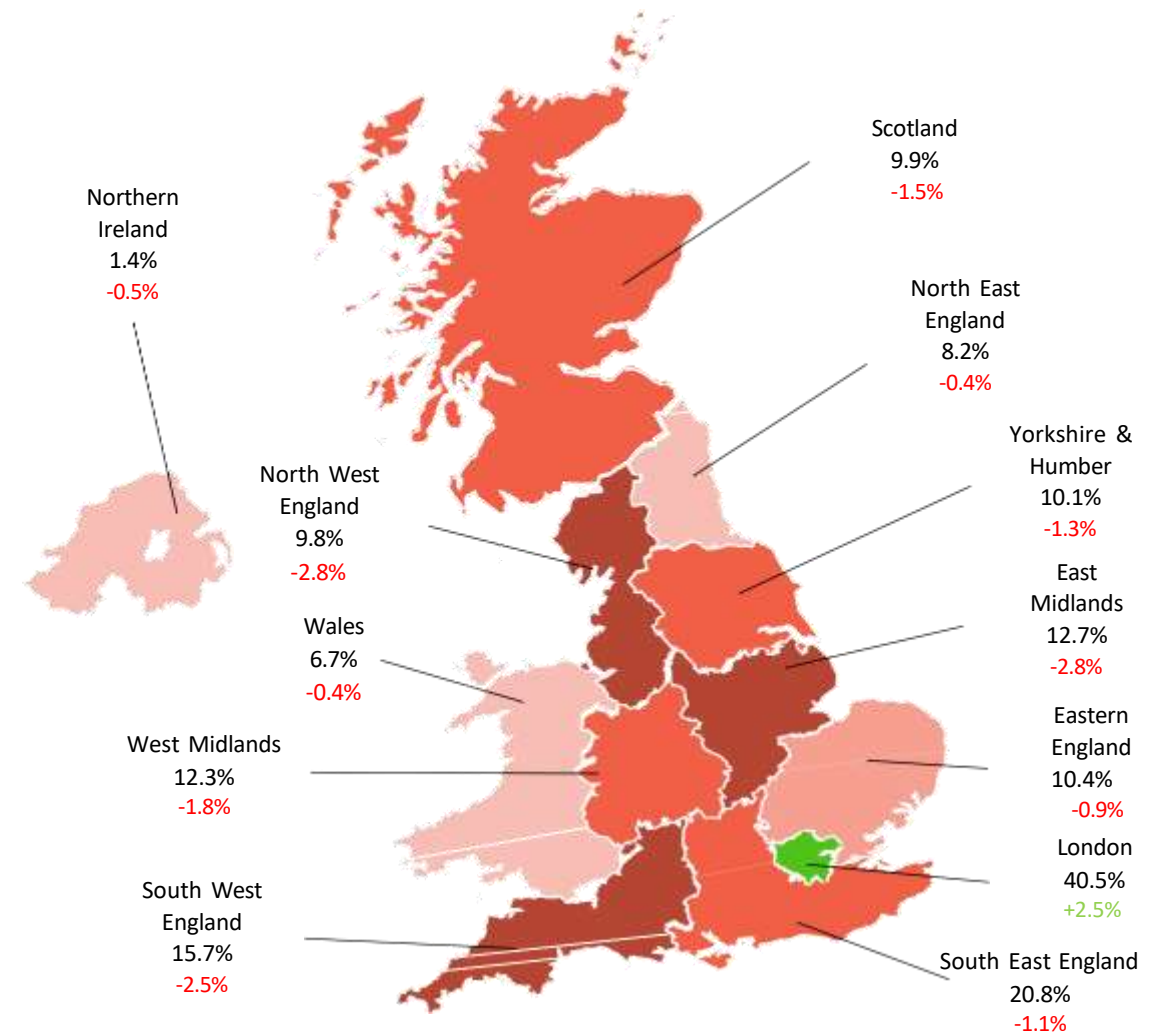 Scotland
9.9%
-1.5%
Northern
Ireland
1.4%
-0.5%
North East
England
8.2%
-0.4%
Yorkshire &
Humber
10.1%
-1.3%
North West
England
9.8%
-2.8%
East
Midlands
12.7%
-2.8%
Wales
6.7%
-0.4%
Eastern
England
10.4%
-0.9%
West Midlands
12.3%
-1.8%
London
40.5%
+2.5%
South West
England
15.7%
-2.5%
South East England
20.8%
-1.1%